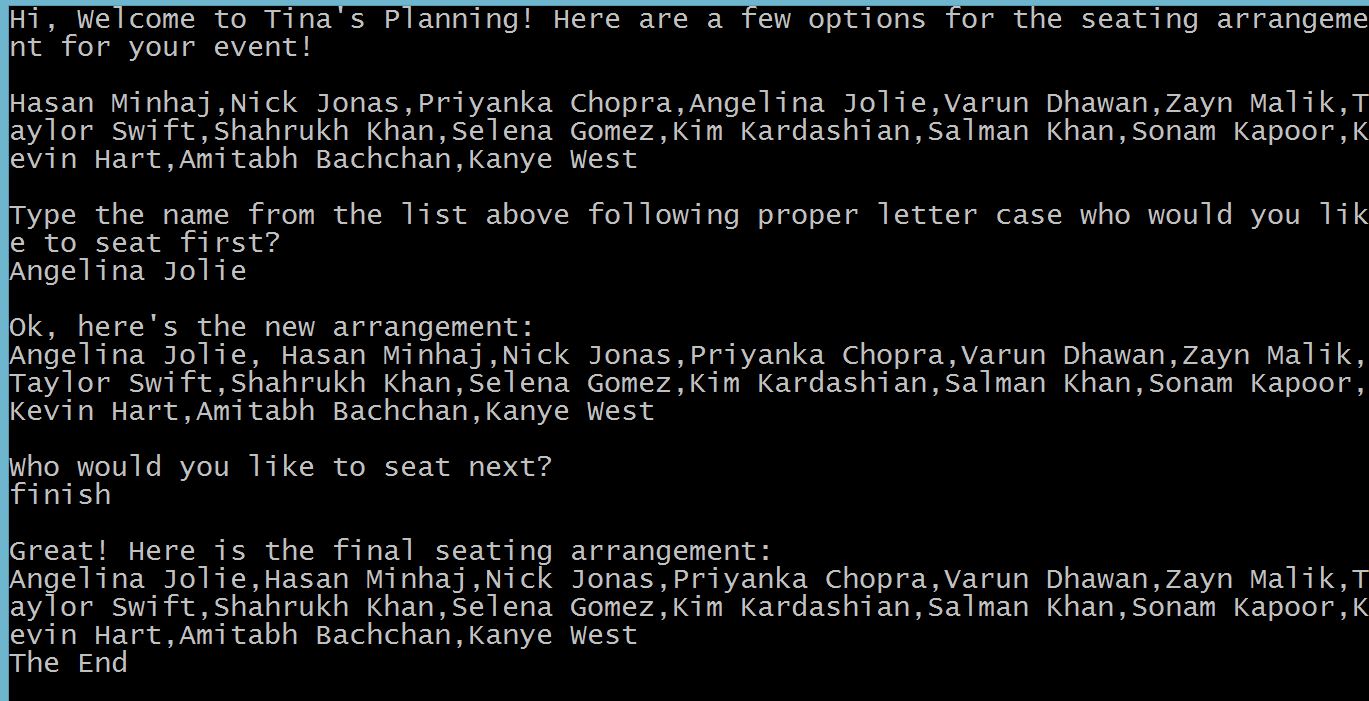 Hi, Welcome to Tina's Planning! Here are a few options for the seating arrangeme
nt for your event!
Hasan Minhaj,Nick Jonas,Priyanka Chopra,Angelina Jolie,Varun Dhawan,Zayn Malik,T
aylor Swift,Shahrukh Khan,Selena Gomez,Kim Kardashian,Salman Khan,Sonam Kapoor,K
evin Hart,Amitabh Bachchan,Kanye West
Type the name from the list above following proper letter case who would you lik
e to seat first?
Angelina Jolie
Ok, here's the new arrangement:
Angelina Jolie, Hasan Minhaj,Nick Jonas,Priyanka Chopra,Varun Dhawan,Zayn Malik,
Taylor Swift,Shahrukh Khan,Selena Gomez,Kim Kardashian,Salman Khan,Sonam Kapoor,
Kevin Hart,Amitabh Bachchan,Kanye West
Who would you like to seat next?
finish
Great! Here is the final seating arrangement:
Angelina Jolie,Hasan Minhaj,Nick Jonas,Priyanka Chopra,Varun Dhawan,Zayn Malik,T
aylor Swift,Shahrukh Khan,Selena Gomez,Kim Kardashian,Salman Khan,Sonam Kapoor,K
evin Hart,Amitabh Bachchan,Kanye West
The End